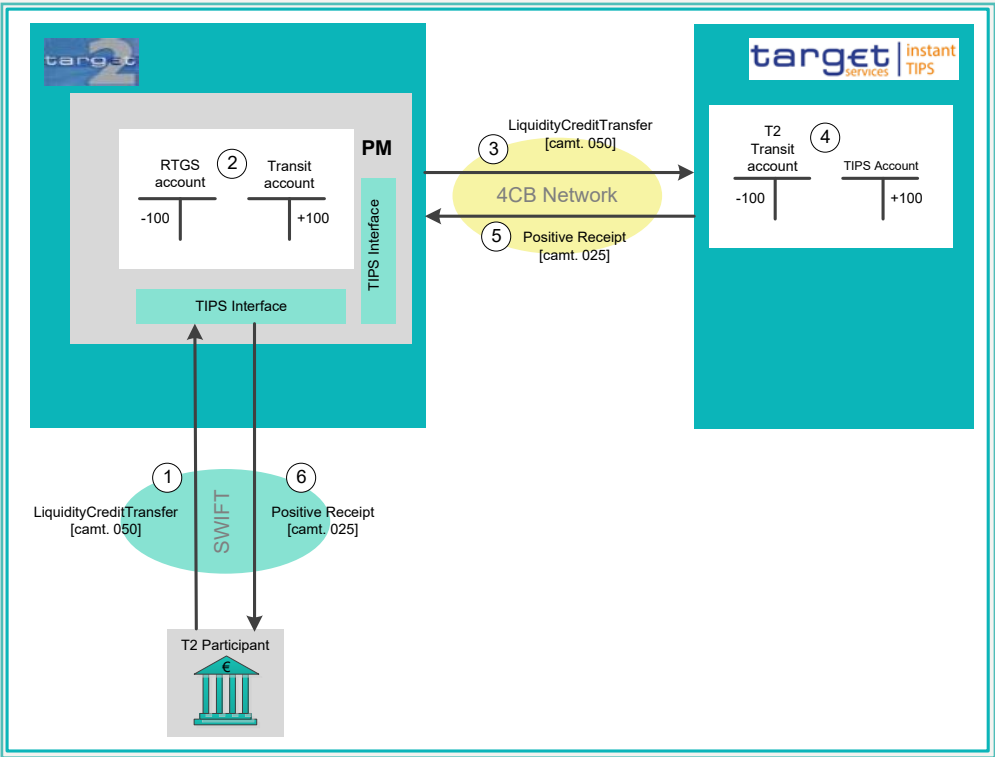 target
2
target
services
instant
TIPS
PM
RTGS
account
2
Transit
account
-100
+100
TIPS Interface
TIPS Interface
3
LiquidityCreditTransfer
[camt. 050]
4CB Network
5
Positive Receipt
[camt. 025]
T2
Transit
account
4
TIPS Account
-100
+100
1
LiquidityCreditTransfer
[camt. 050]
SWIFT
6
Positive Receipt
[camt. 025]
T2 Participant
€